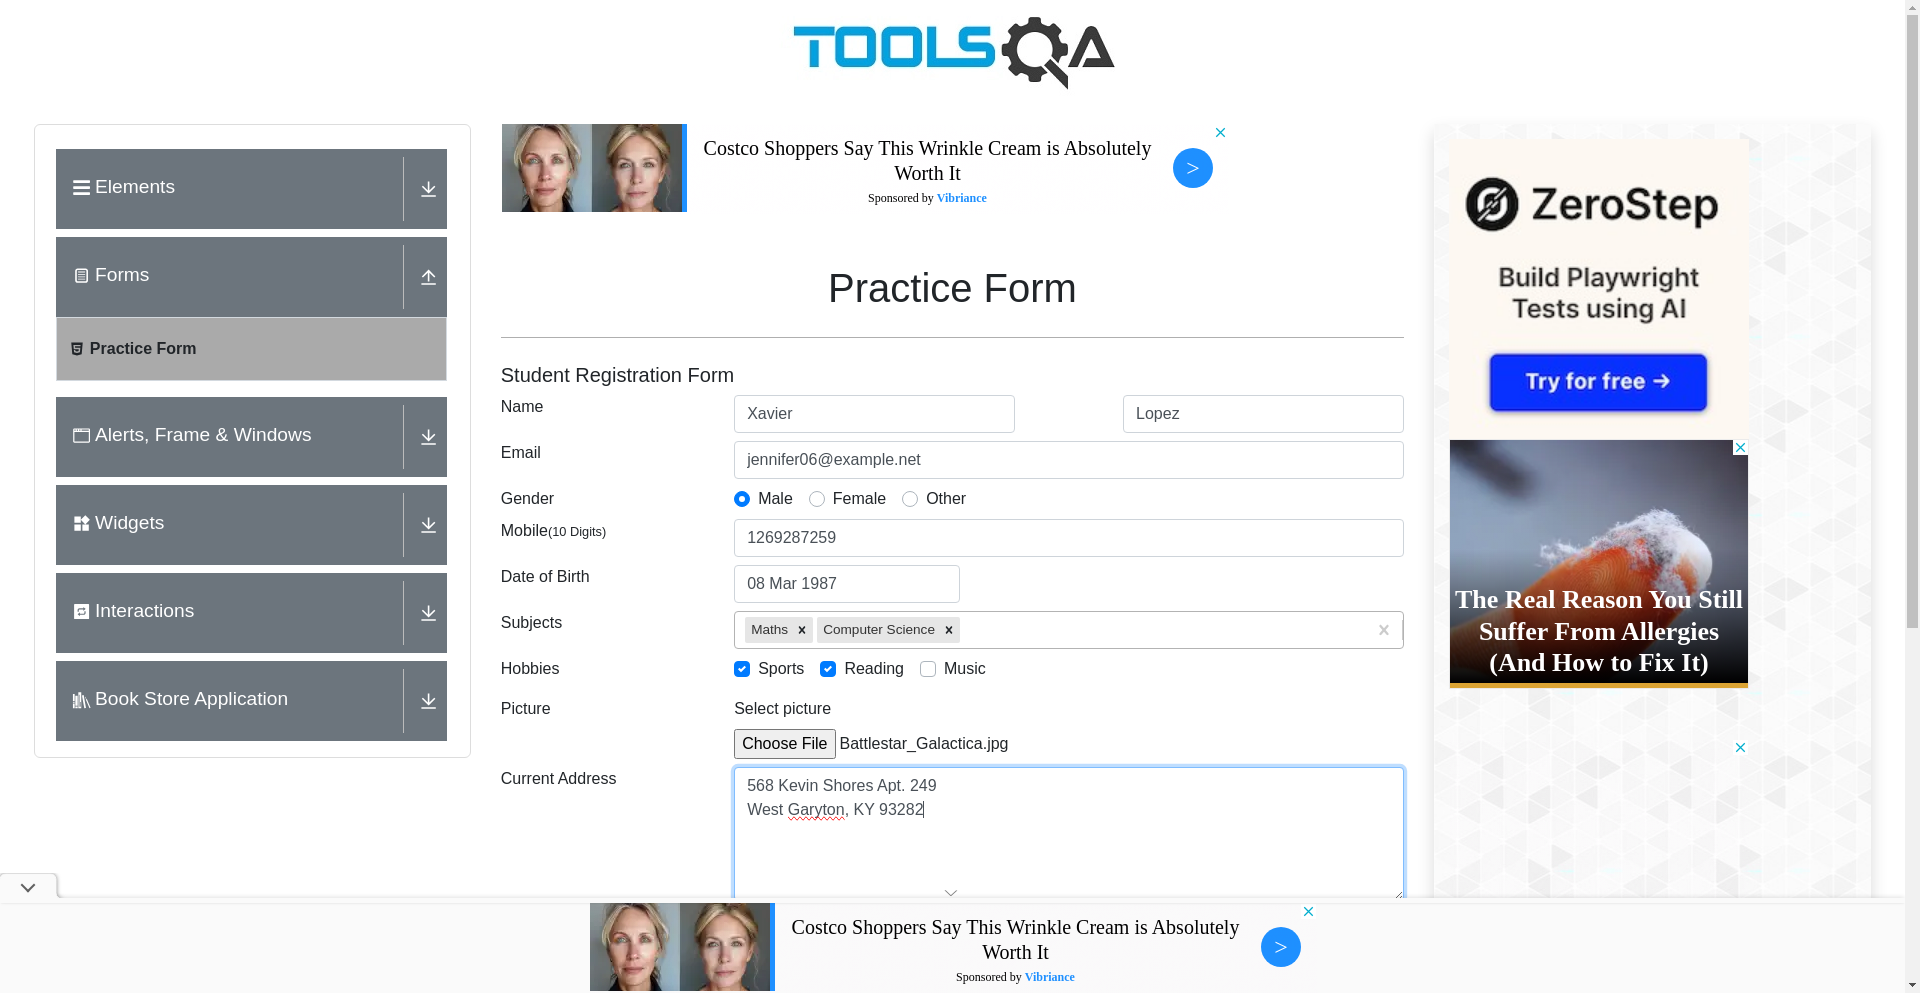 TOOLSQA
Elements
Forms
Practice Form
Alerts, Frame & Windows
Widgets
Interactions
Book Store Application
Costco Shoppers Say This Wrinkle Cream is Absolutely
Worth It
Sponsored by Vibriance
>
Practice Form
Student Registration Form
Name
Xavier
Lopez
Email
jennifer06@example.net
Gender
Male
Female
Other
Mobile(10 Digits)
1269287259
Date of Birth
08 Mar 1987
Subjects
Maths
Computer Science
Hobbies
Sports
Reading
Music
Picture
Select picture
Choose File
Battlestar_Galactica.jpg
Current Address
568 Kevin Shores Apt. 249
West Garyton, KY 93282
ZeroStep
Build Playwright
Tests using AI
Try for free →
The Real Reason You Still
Suffer From Allergies
(And How to Fix It)
Costco Shoppers Say This Wrinkle Cream is Absolutely
Worth It
Sponsored by Vibriance
>